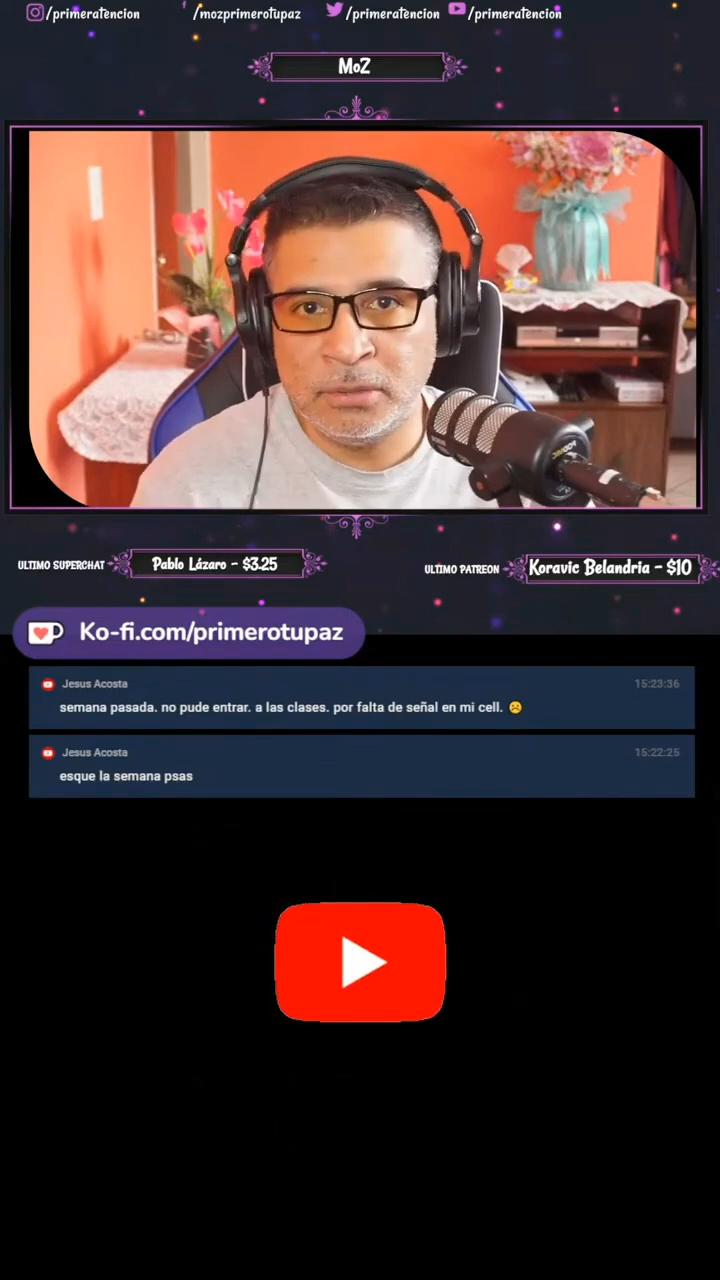 /primeratencion /mozprimerotupaz /primeratencion /primeratencion
MoZ
ULTIMO SUPERCHAT Pablo Lázaro - $3.25
ULTIMO PATREON Koravic Belandria - $10
Ko-fi.com/primerotupaz
Jesus Acosta 15:23:36
semana pasada. no pude entrar. a las clases. por falta de señal en mi cell. ☹️
Jesus Acosta 15:22:25
esque la semana psas